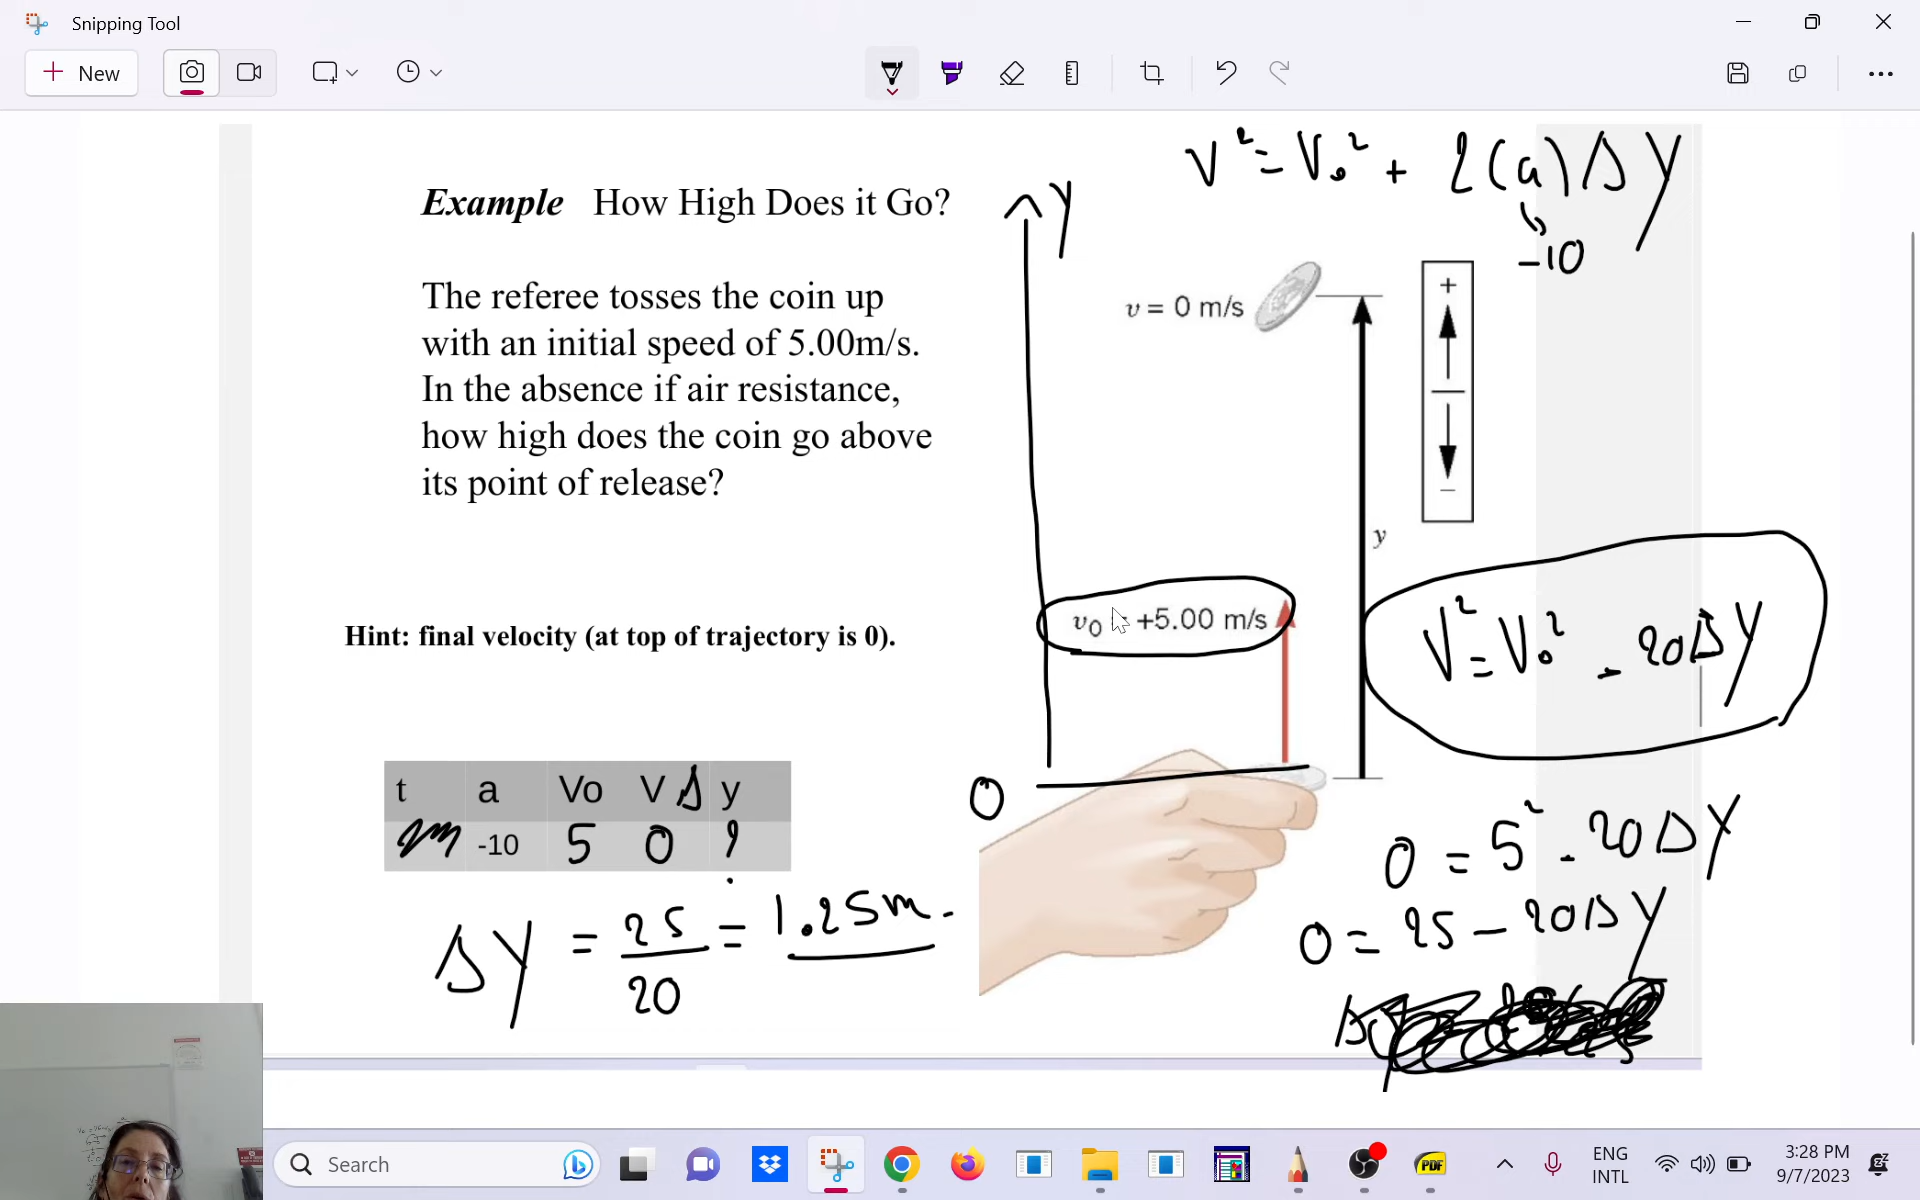 Snipping Tool
New
V² = V₀² + 2(a)ΔY
-10
Example How High Does it Go?
Y
The referee tosses the coin up
with an initial speed of 5.00m/s.
In the absence if air resistance,
how high does the coin go above
its point of release?
v = 0 m/s
+
−
y
v₀ +5.00 m/s
V² = V₀² - 20ΔY
Hint: final velocity (at top of trajectory is 0).
t a Vo V Δ y
-10 5 0 ?
0
0 = 5² - 20ΔY
0 = 25 - 20ΔY
ΔY = 25/20 = 1.25m.
Search
PDF
ENG
INTL
3:28 PM
9/7/2023